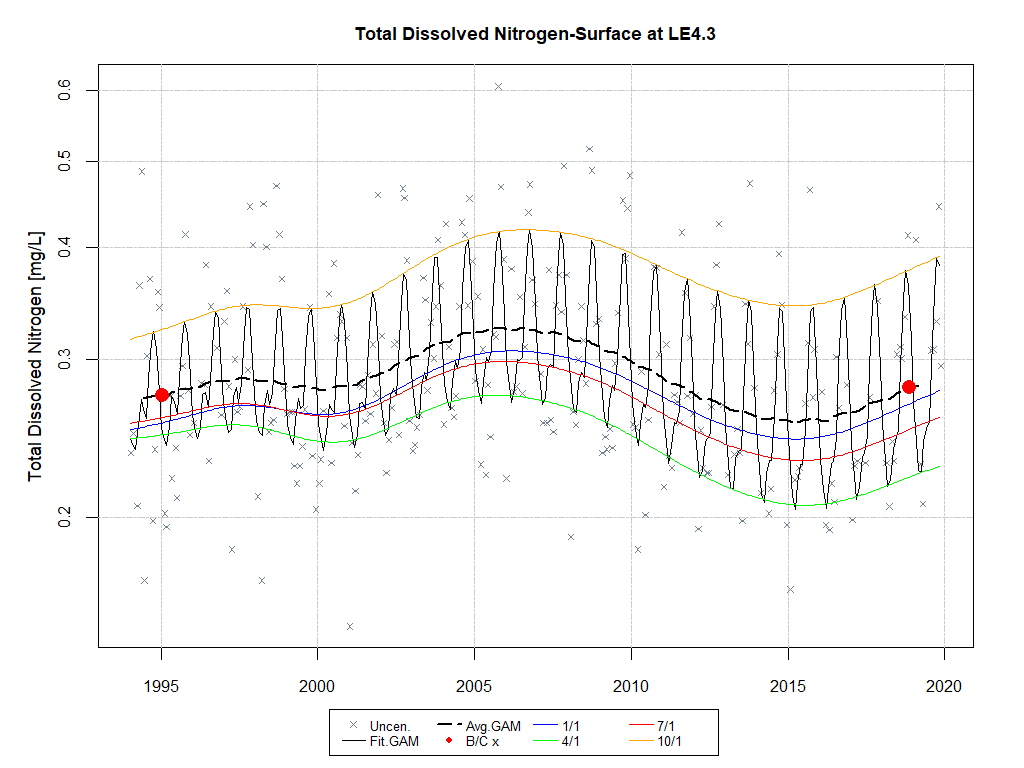 Total Dissolved Nitrogen-Surface at LE4.3
Total Dissolved Nitrogen [mg/L]
0.6
0.5
0.4
0.3
0.2
1995 2000 2005 2010 2015 2020
Uncen. Avg.GAM 1/1 7/1
Fit.GAM B/C x 4/1 10/1